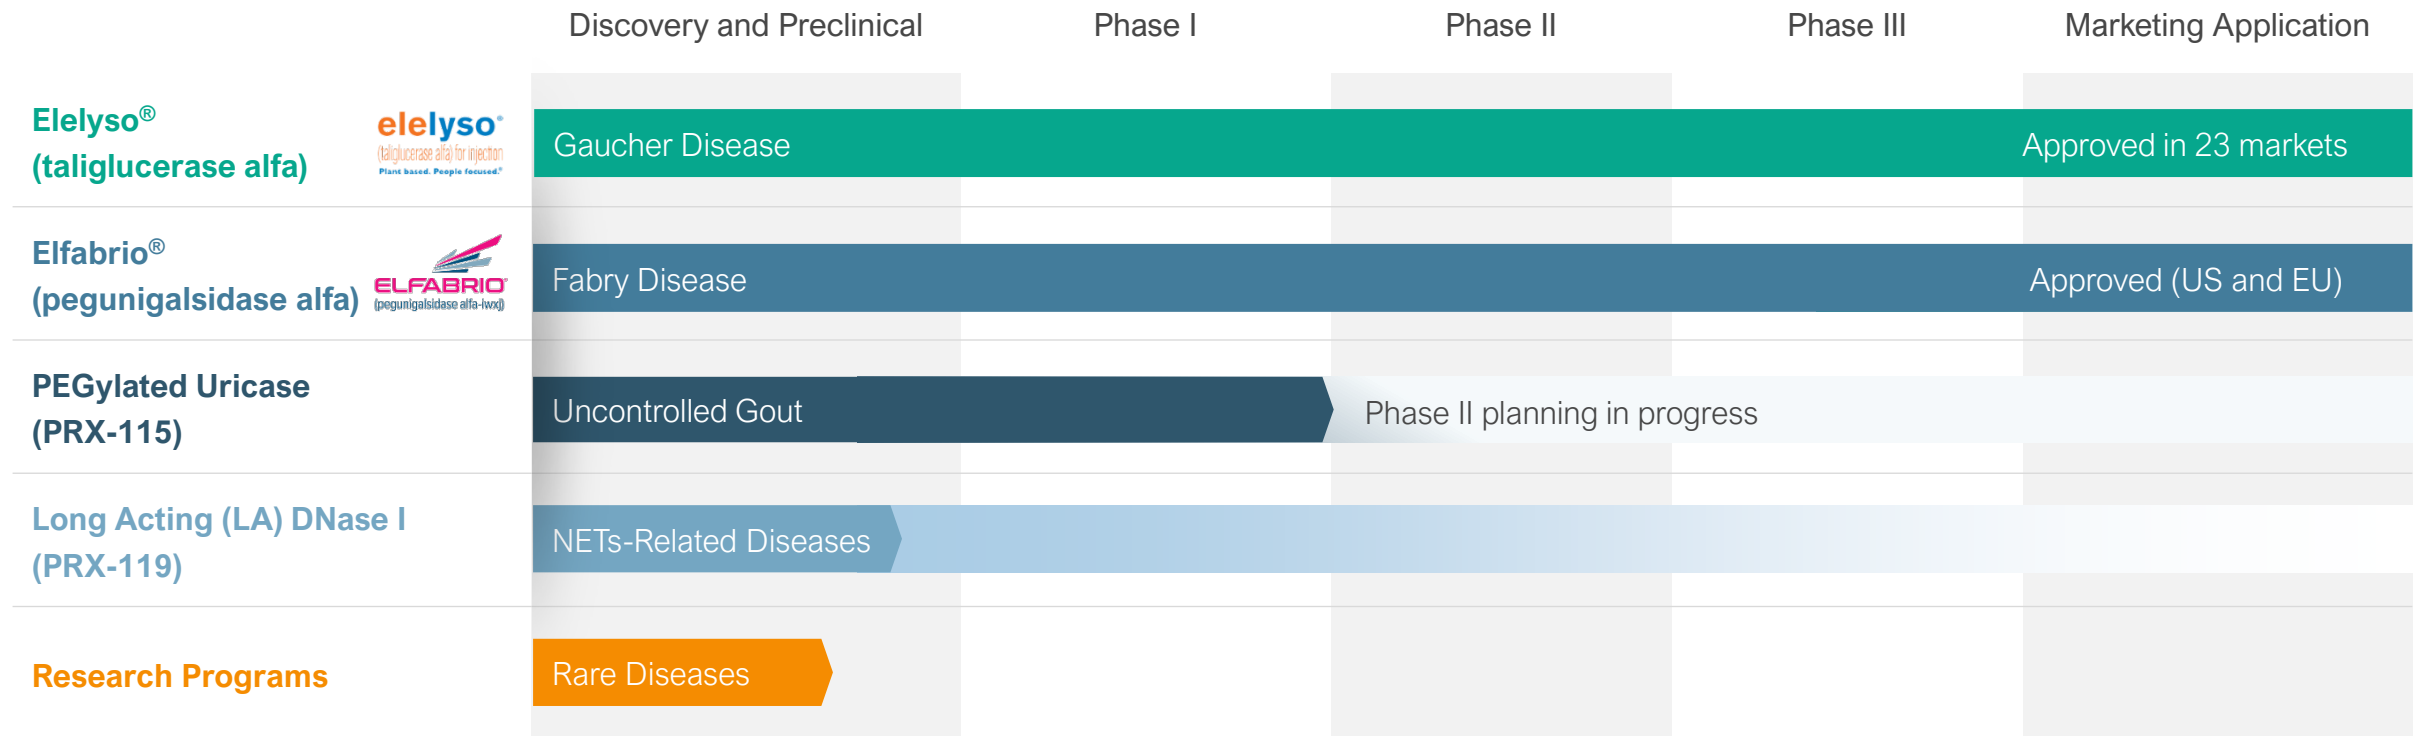 Discovery and Preclinical Phase I Phase II Phase III Marketing Application
Elelyso®
(taliglucerase alfa)
elelyso®
(taliglucerase alfa) for injection
Plant based. People focused.®
Gaucher Disease
Approved in 23 markets
Elfabrio®
(pegunigalsidase alfa)
ELFABRIO®
(pegunigalsidase alfa-iwxj)
Fabry Disease
Approved (US and EU)
PEGylated Uricase
(PRX-115)
Uncontrolled Gout
Phase II planning in progress
Long Acting (LA) DNase I
(PRX-119)
NETs-Related Diseases
Research Programs
Rare Diseases